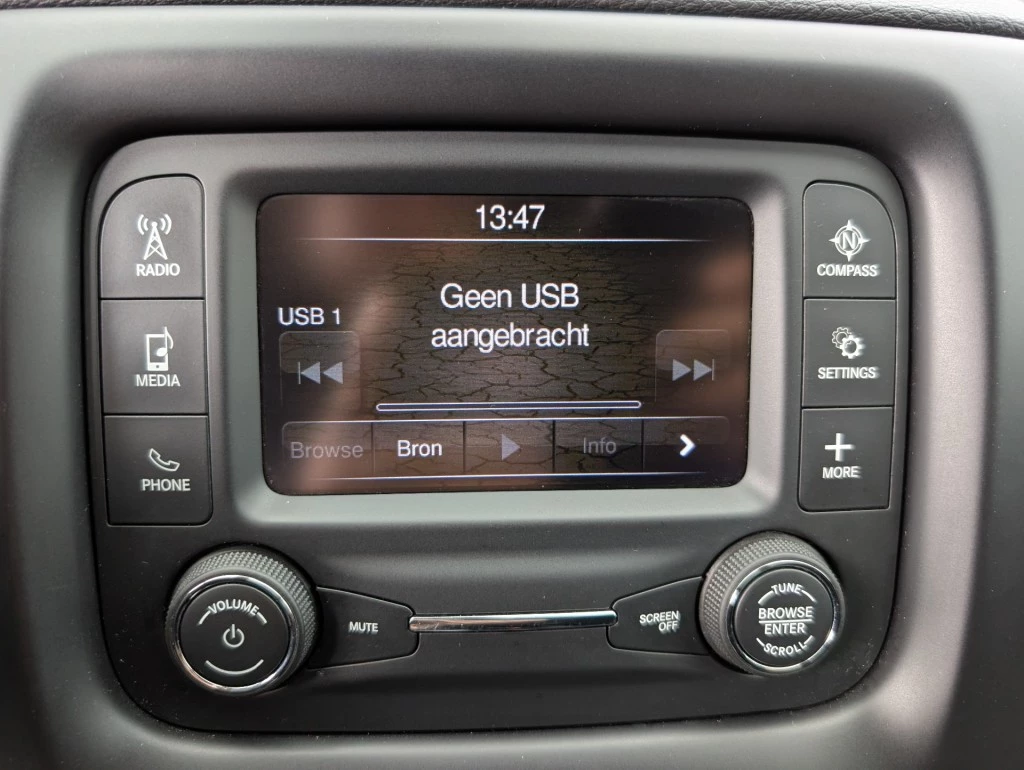 13:47
RADIO
MEDIA
PHONE
USB 1
Geen USB
aangebracht
Browse Bron Info
N
COMPASS
SETTINGS
MORE
VOLUME
MUTE
SCREEN
OFF
TUNE
BROWSE
ENTER
SCROLL